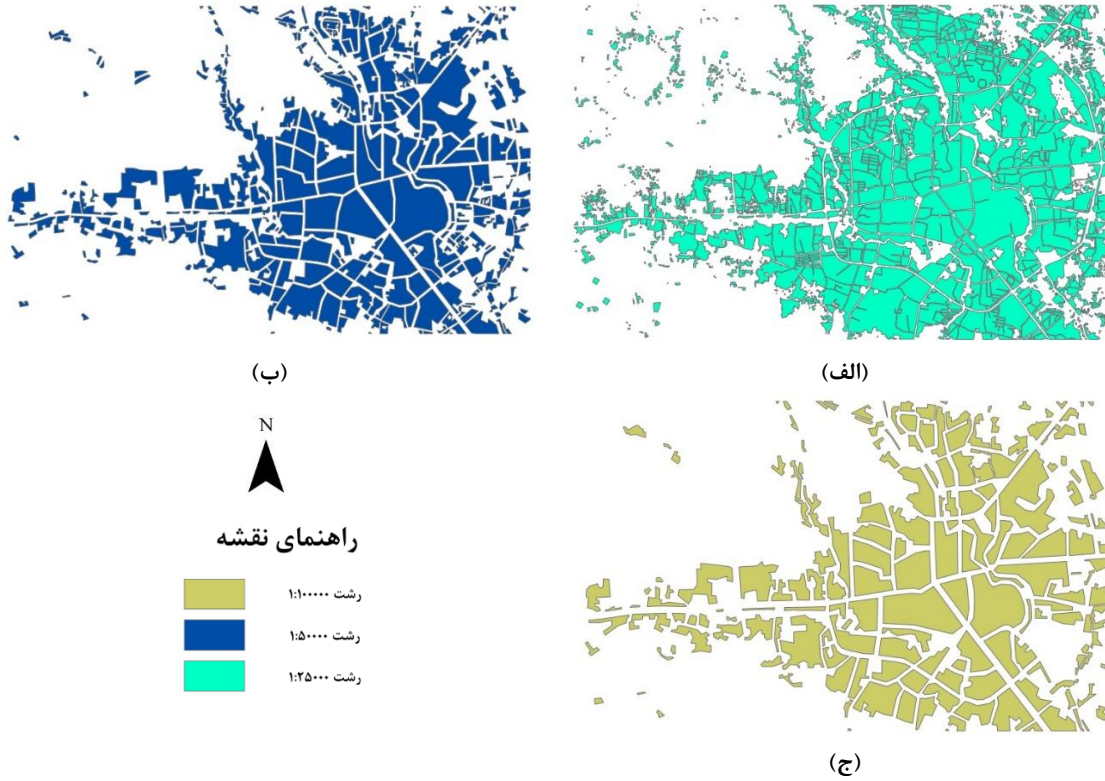 (الف)
(ب)
N
راهنمای نقشه
رشت ۱:۱۰۰۰۰۰
رشت ۱:۵۰۰۰۰
رشت ۱:۲۵۰۰۰
(ج)